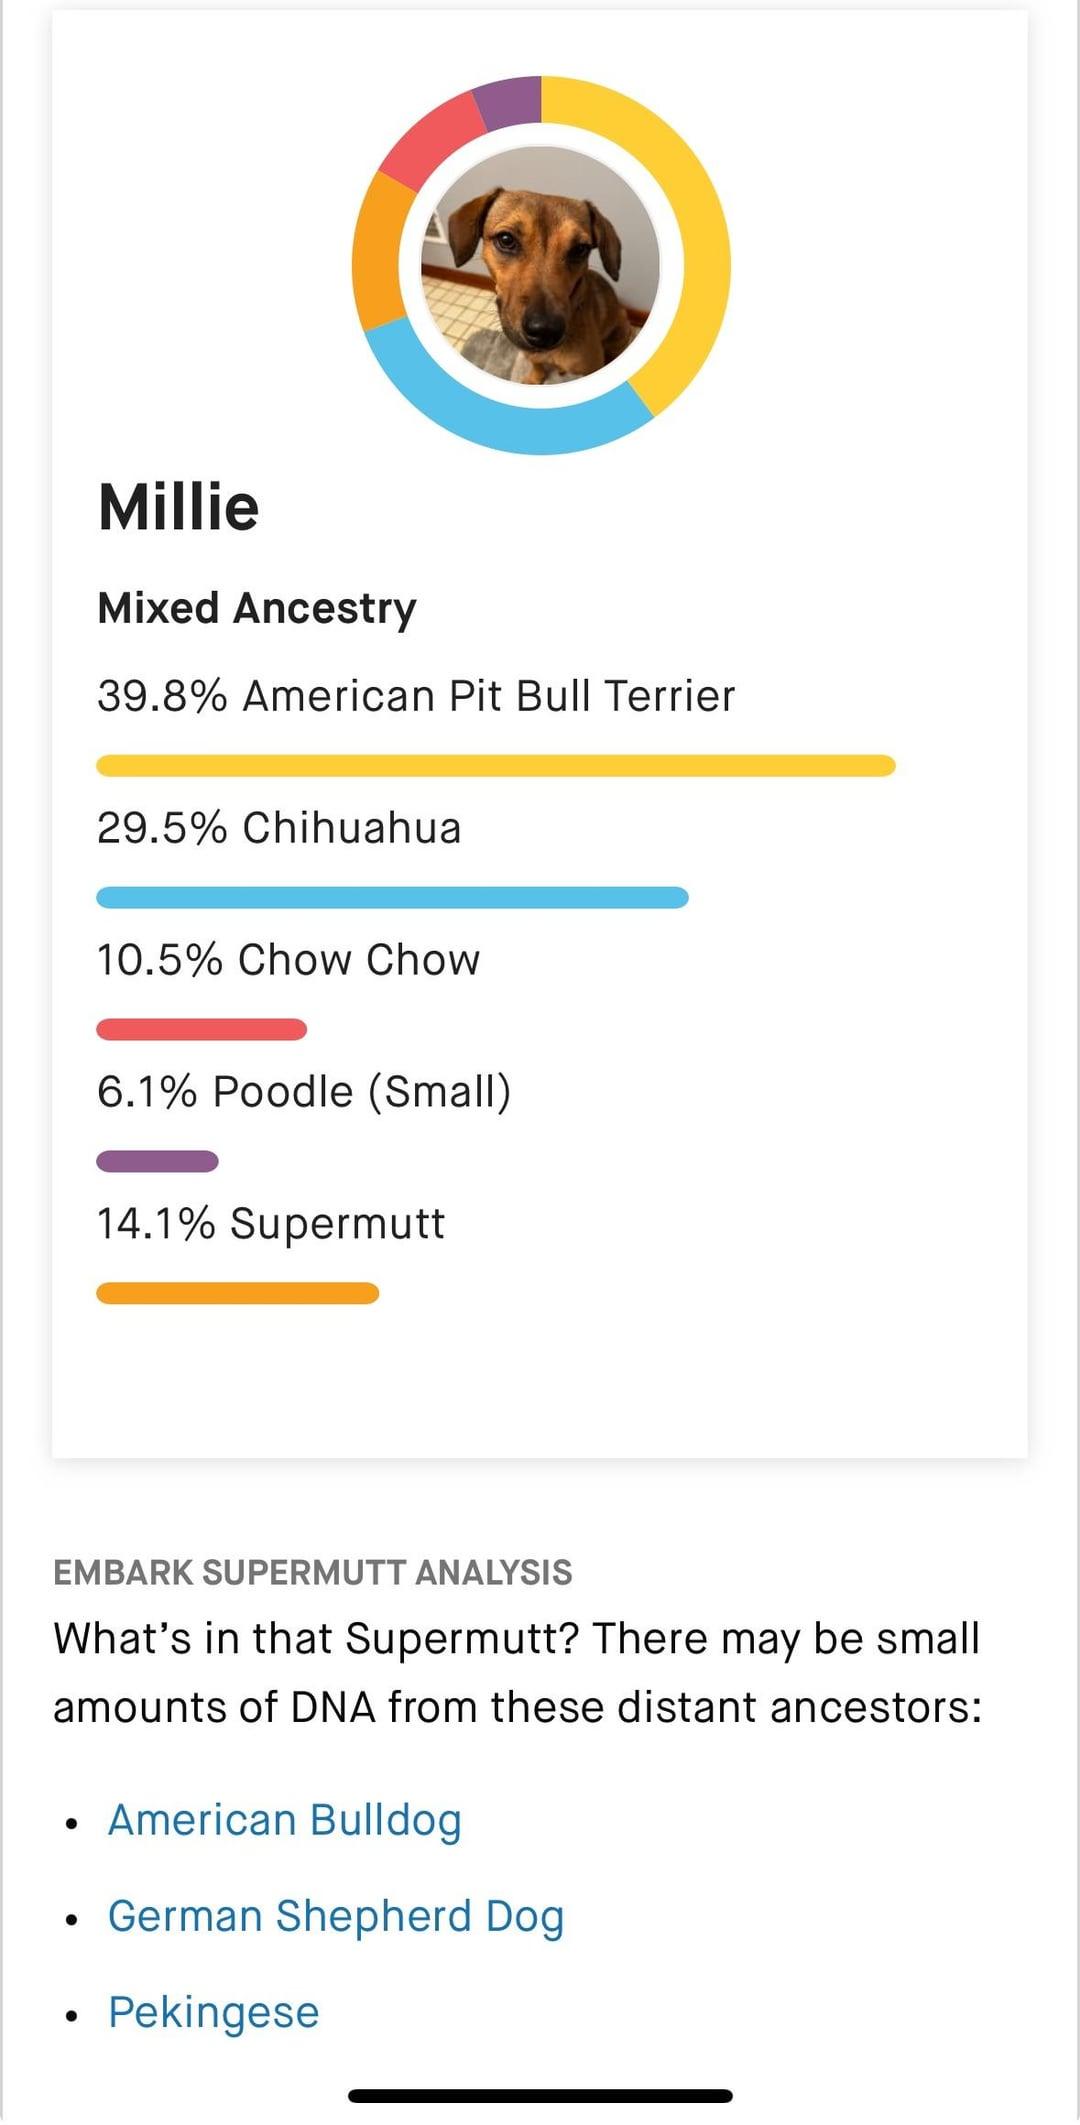 Millie
Mixed Ancestry
39.8% American Pit Bull Terrier
29.5% Chihuahua
10.5% Chow Chow
6.1% Poodle (Small)
14.1% Supermutt
EMBARK SUPERMUTT ANALYSIS
What’s in that Supermutt? There may be small
amounts of DNA from these distant ancestors:
• American Bulldog
• German Shepherd Dog
• Pekingese